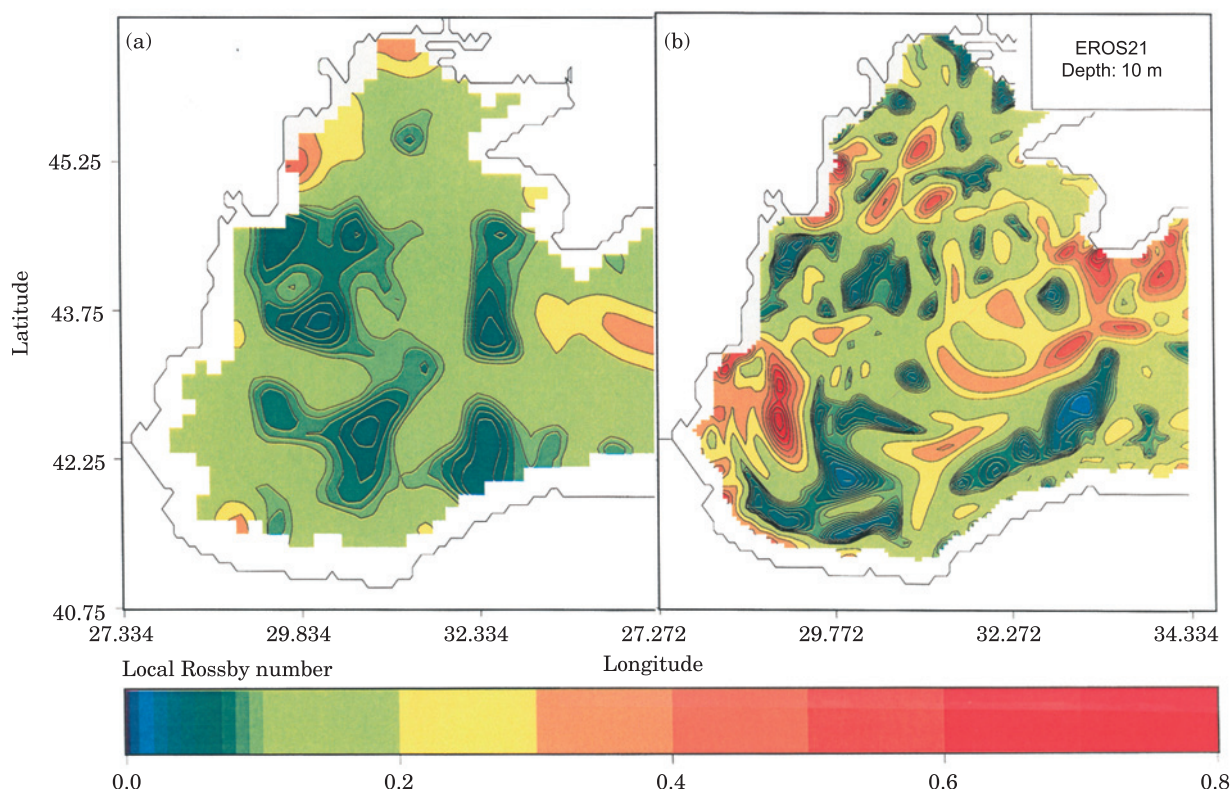 (a)
(b)
EROS21
Depth: 10 m
45.25
43.75
42.25
40.75
Latitude
27.334
29.834
32.334
27.272
29.772
32.272
34.334
Longitude
Local Rossby number
0.0
0.2
0.4
0.6
0.8